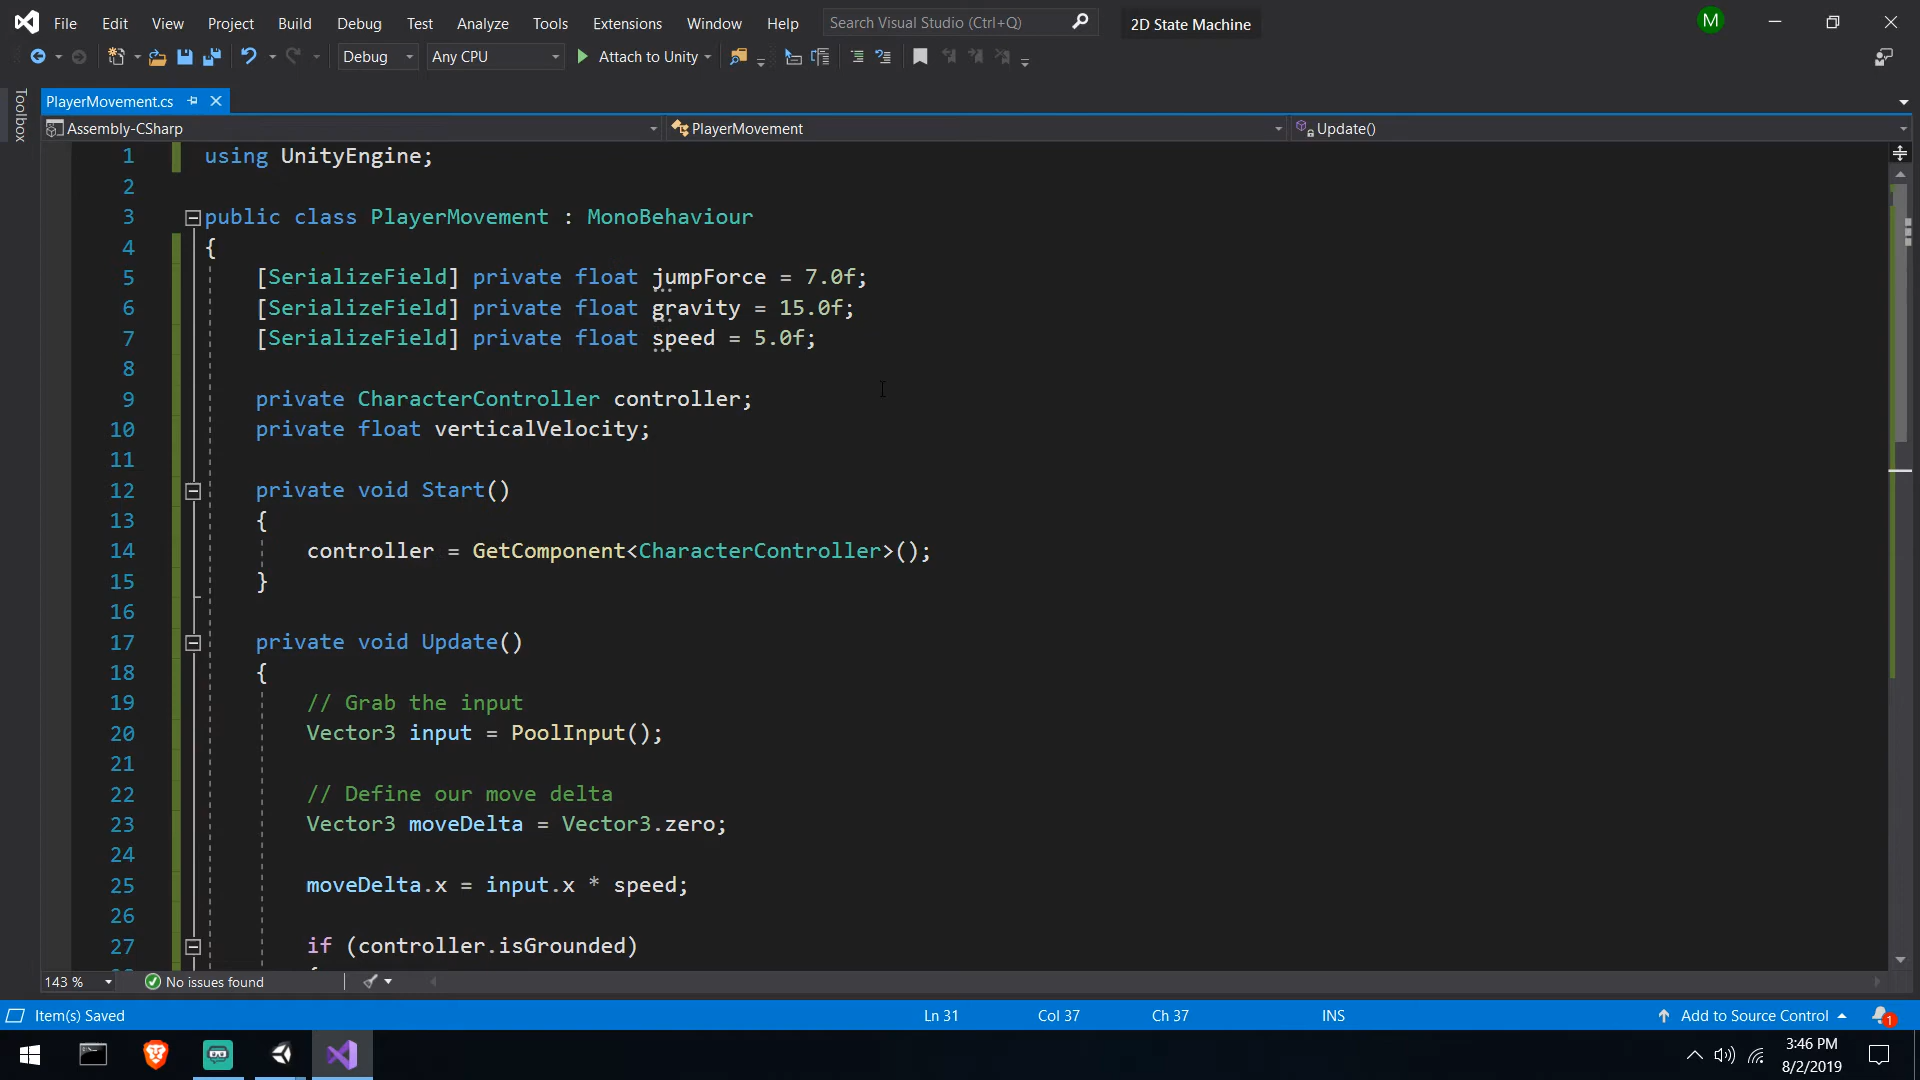 File Edit View Project Build Debug Test Analyze Tools Extensions Window Help Search Visual Studio (Ctrl+Q) 2D State Machine M
Debug Any CPU Attach to Unity
Toolbox
PlayerMovement.cs
Assembly-CSharp PlayerMovement Update()
1 using UnityEngine;
2
3 public class PlayerMovement : MonoBehaviour
4 {
5 [SerializeField] private float jumpForce = 7.0f;
6 [SerializeField] private float gravity = 15.0f;
7 [SerializeField] private float speed = 5.0f;
8
9 private CharacterController controller;
10 private float verticalVelocity;
11
12 private void Start()
13 {
14 controller = GetComponent<CharacterController>();
15 }
16
17 private void Update()
18 {
19 // Grab the input
20 Vector3 input = PoolInput();
21
22 // Define our move delta
23 Vector3 moveDelta = Vector3.zero;
24
25 moveDelta.x = input.x * speed;
26
27 if (controller.isGrounded)
143 % No issues found
Item(s) Saved Ln 31 Col 37 Ch 37 INS Add to Source Control 1
3:46 PM
8/2/2019